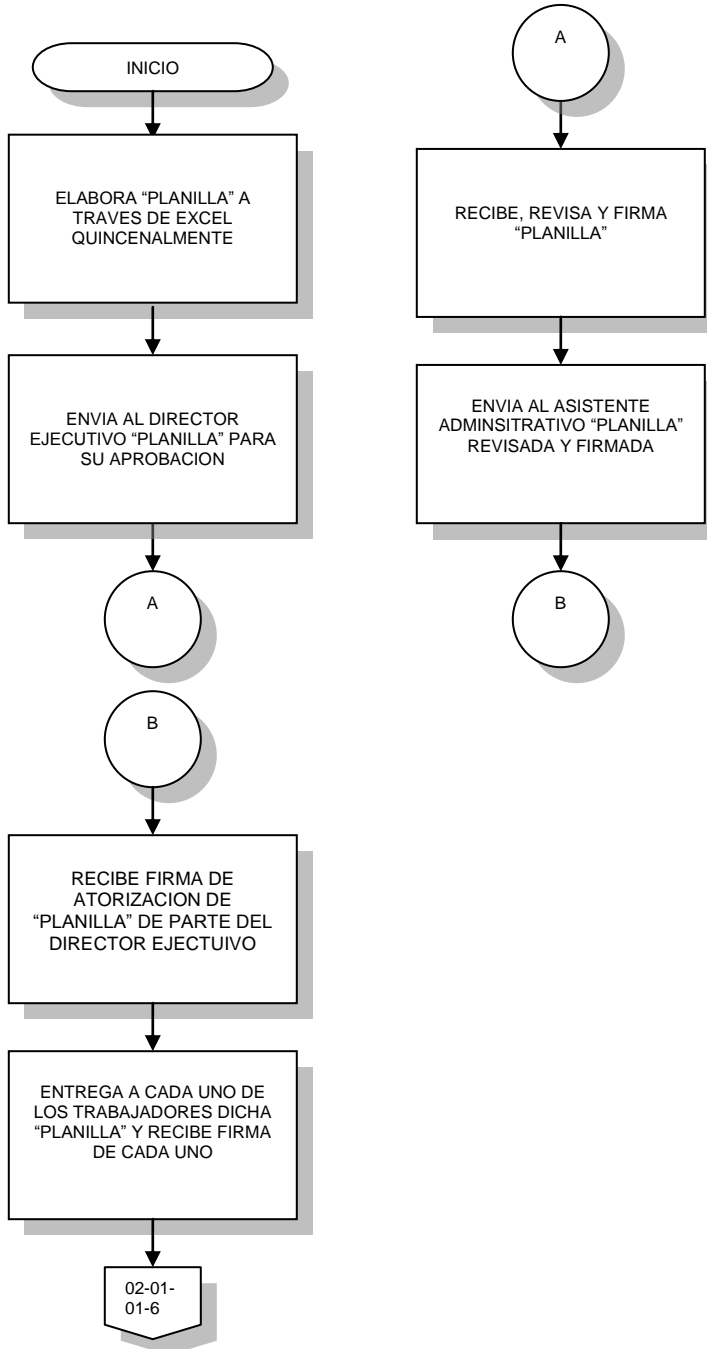 INICIO
ELABORA “PLANILLA” A
TRAVES DE EXCEL
QUINCENALMENTE
ENVIA AL DIRECTOR
EJECUTIVO “PLANILLA” PARA
SU APROBACION
A
A
RECIBE, REVISA Y FIRMA
“PLANILLA”
ENVIA AL ASISTENTE
ADMINSITRATIVO “PLANILLA”
REVISADA Y FIRMADA
B
B
RECIBE FIRMA DE
ATORIZACION DE
“PLANILLA” DE PARTE DEL
DIRECTOR EJECTUIVO
ENTREGA A CADA UNO DE
LOS TRABAJADORES DICHA
“PLANILLA” Y RECIBE FIRMA
DE CADA UNO
02-01-
01-6